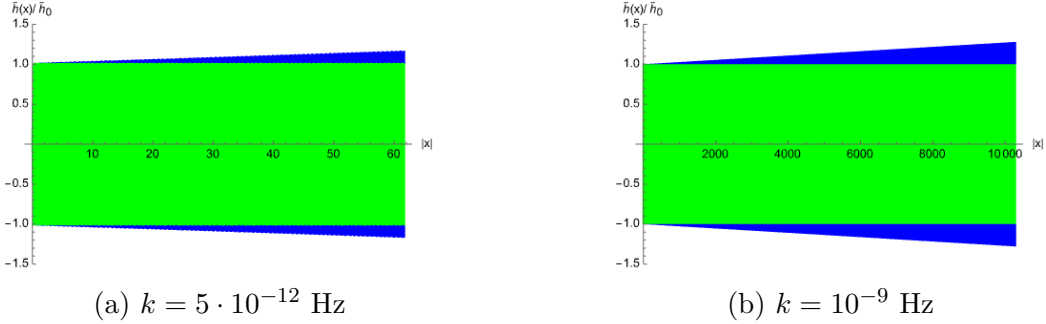 h̄(x)/ h̄₀
1.5
1.0
0.5
10 20 30 40 50 60 |x|
−0.5
−1.0
−1.5
(a) k = 5 · 10⁻¹² Hz
h̄(x)/ h̄₀
1.5
1.0
0.5
2000 4000 6000 8000 10 000 |x|
−0.5
−1.0
−1.5
(b) k = 10⁻⁹ Hz